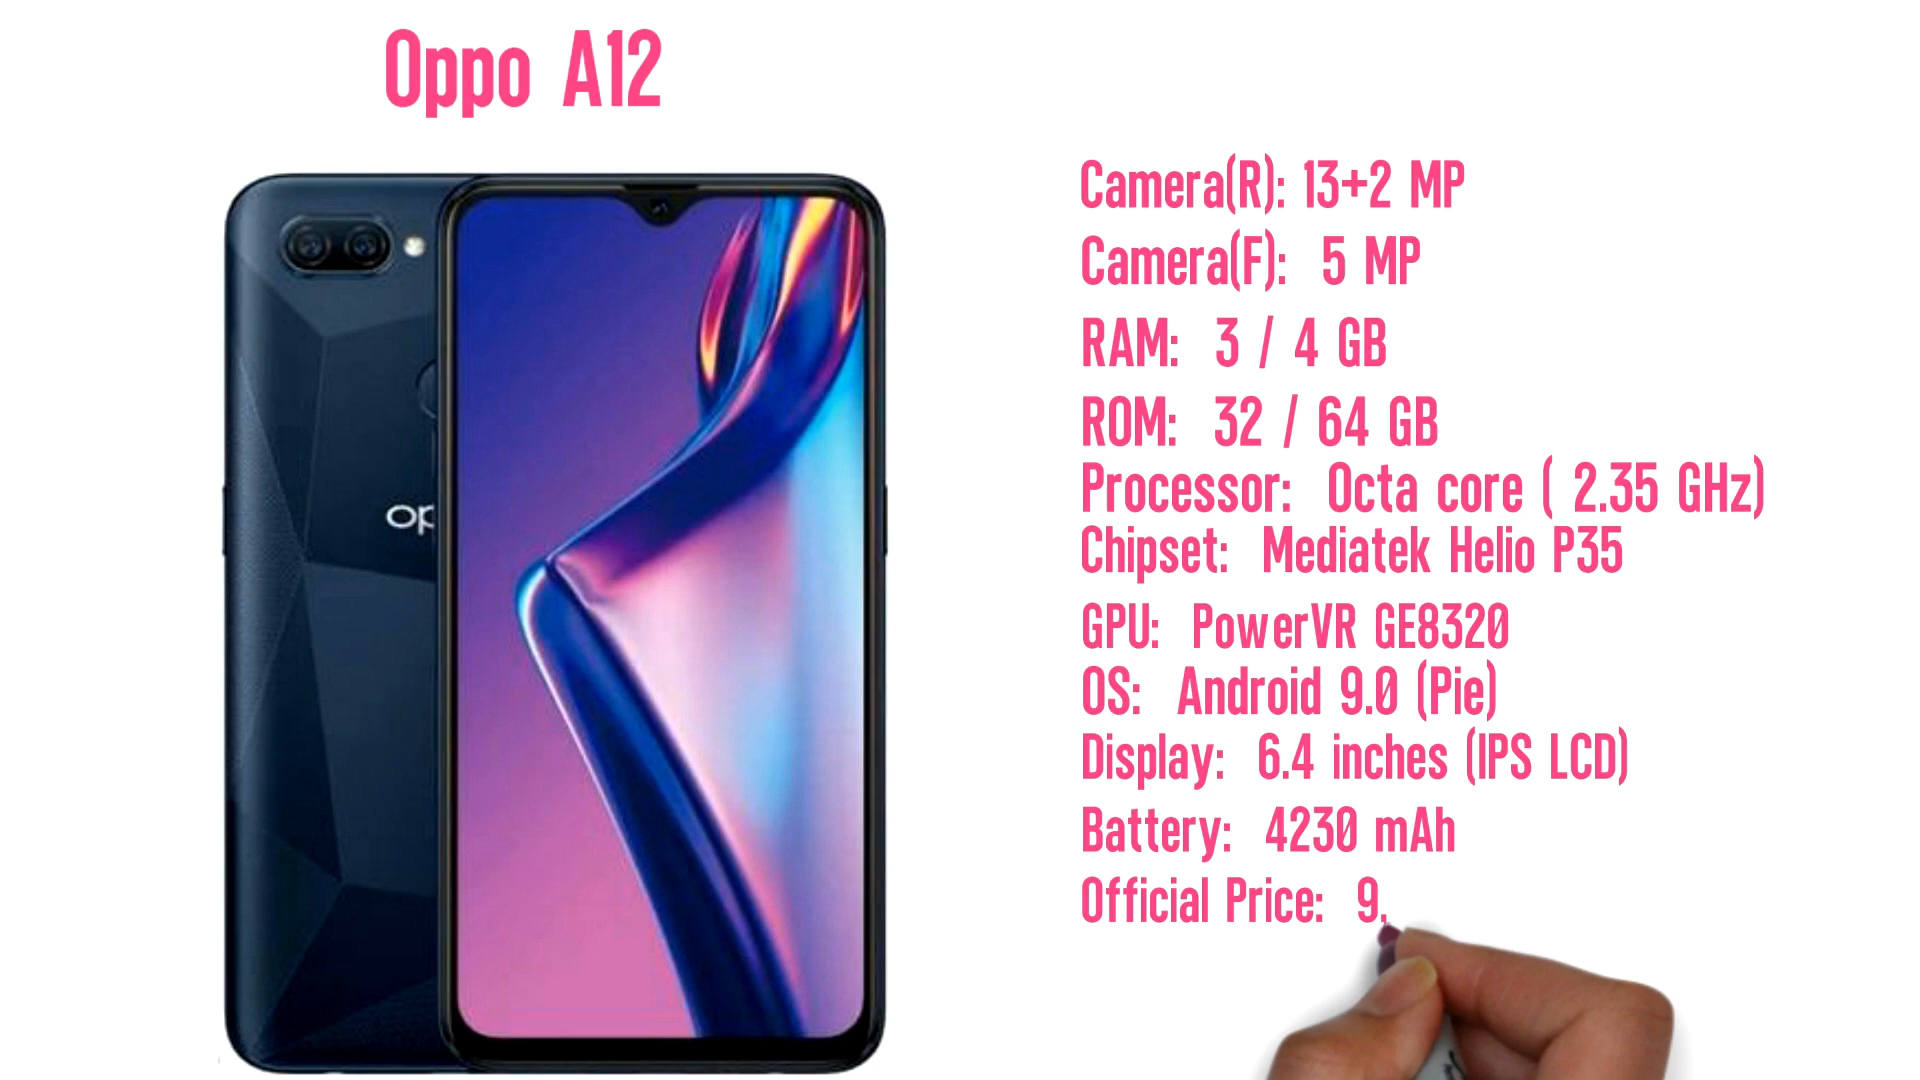 Oppo A12
Camera(R): 13+2 MP
Camera(F): 5 MP
RAM: 3 / 4 GB
ROM: 32 / 64 GB
Processor: Octa core ( 2.35 GHz)
Chipset: Mediatek Helio P35
GPU: PowerVR GE8320
OS: Android 9.0 (Pie)
Display: 6.4 inches (IPS LCD)
Battery: 4230 mAh
Official Price: 9,
op